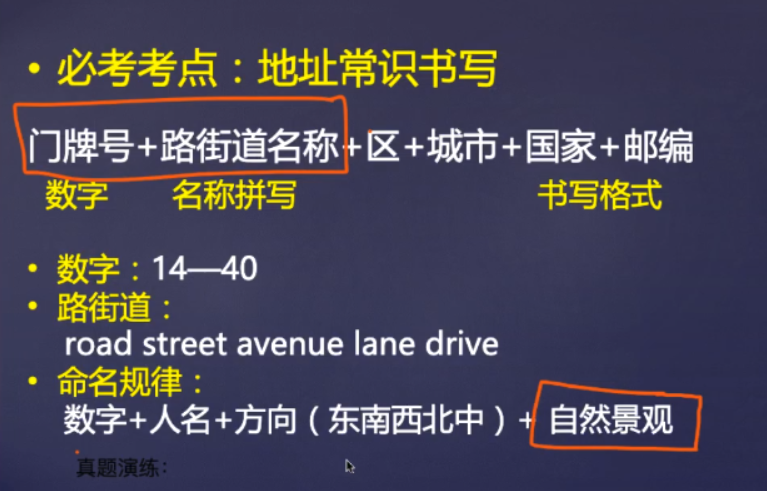 • 必考考点：地址常识书写
门牌号+路街道名称+区+城市+国家+邮编
数字 名称拼写 书写格式
• 数字：14—40
• 路街道：
road street avenue lane drive
• 命名规律：
数字+人名+方向（东南西北中）+ 自然景观
真题演练：